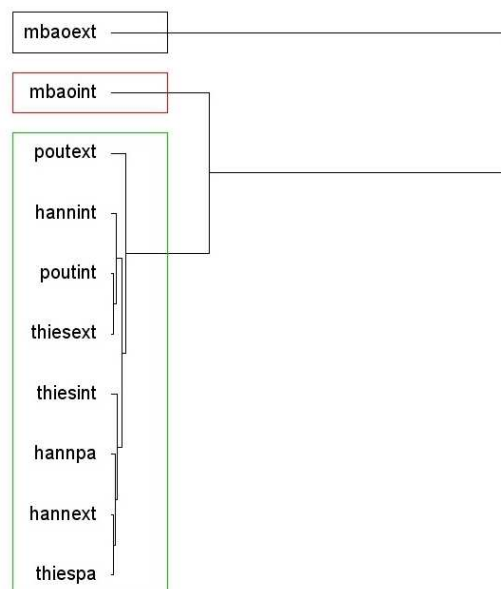 mbaoext
mbaoint
poutext
hannint
poutint
thiesext
thiesint
hannpa
hannext
thiespa